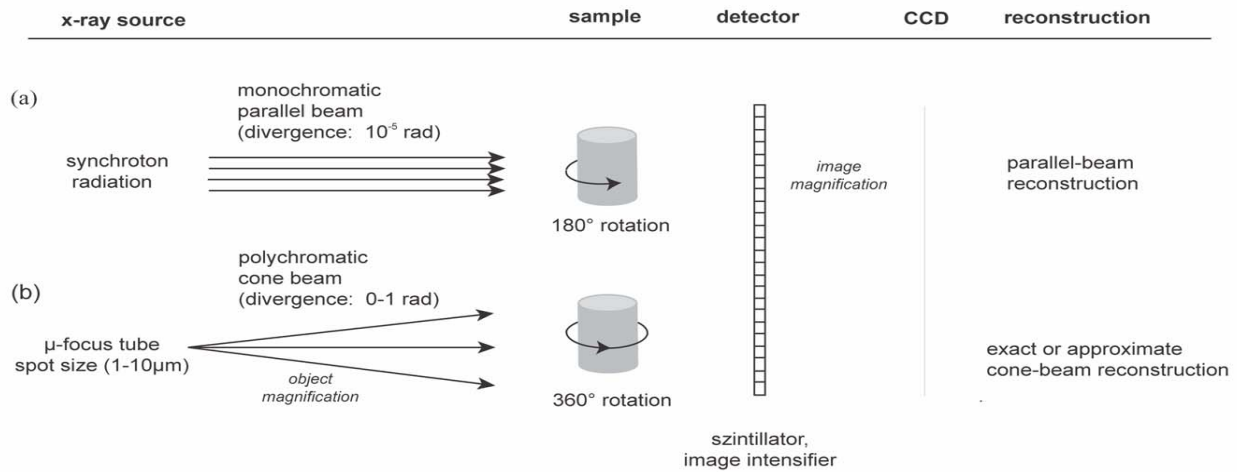 x-ray source sample detector CCD reconstruction
(a)
monochromatic
parallel beam
(divergence: 10⁻⁵ rad)
synchroton
radiation
180° rotation
image
magnification
parallel-beam
reconstruction
(b)
polychromatic
cone beam
(divergence: 0-1 rad)
µ-focus tube
spot size (1-10µm)
object
magnification
360° rotation
exact or approximate
cone-beam reconstruction
szintillator,
image intensifier